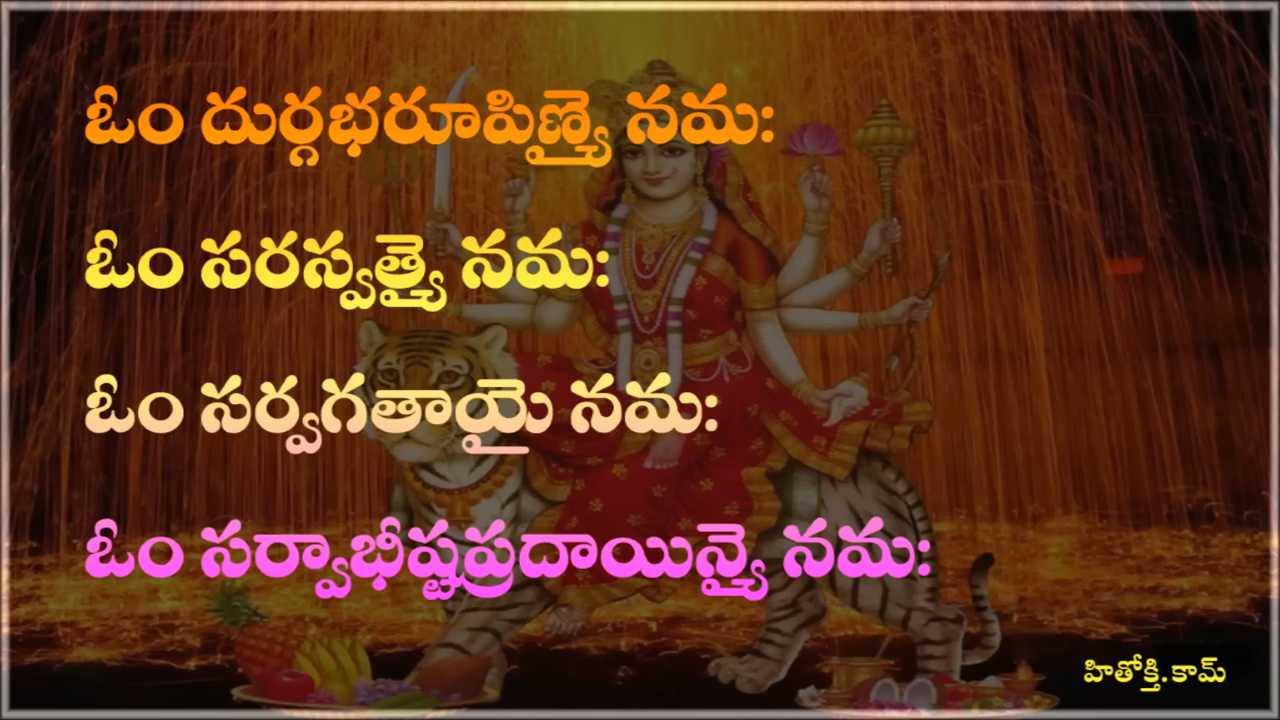 ఓం దుర్గభరూపిణ్యై నమః
ఓం సరస్వత్యై నమః
ఓం సర్వగతాయై నమః
ఓం సర్వాభీష్టప్రదాయిన్యై నమః
హితోక్తి.కామ్